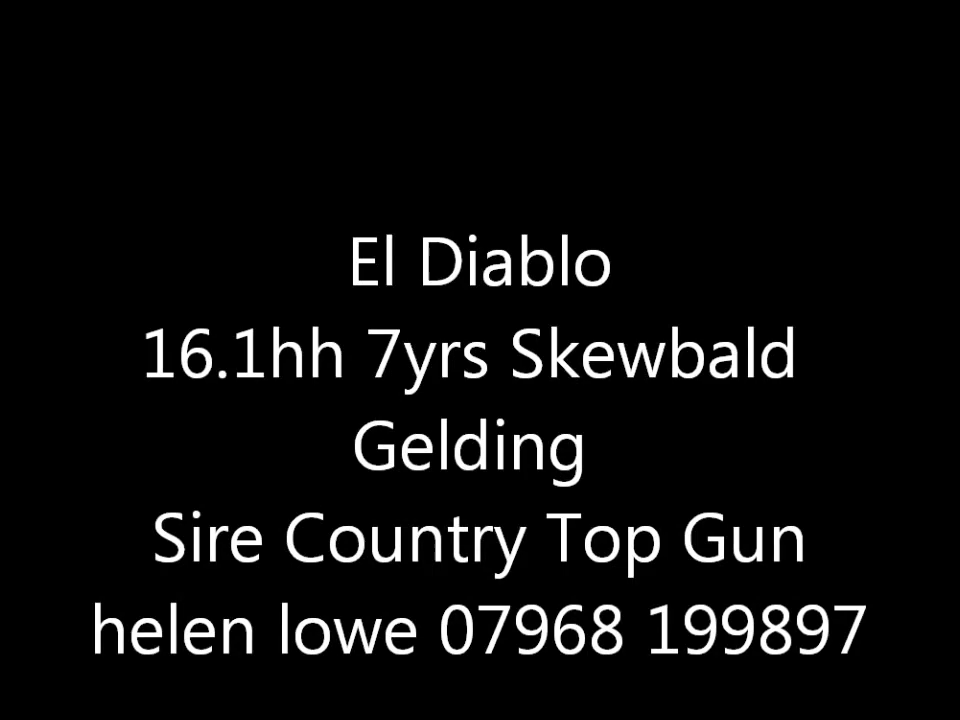 El Diablo
16.1hh 7yrs Skewbald
Gelding
Sire Country Top Gun
helen lowe 07968 199897